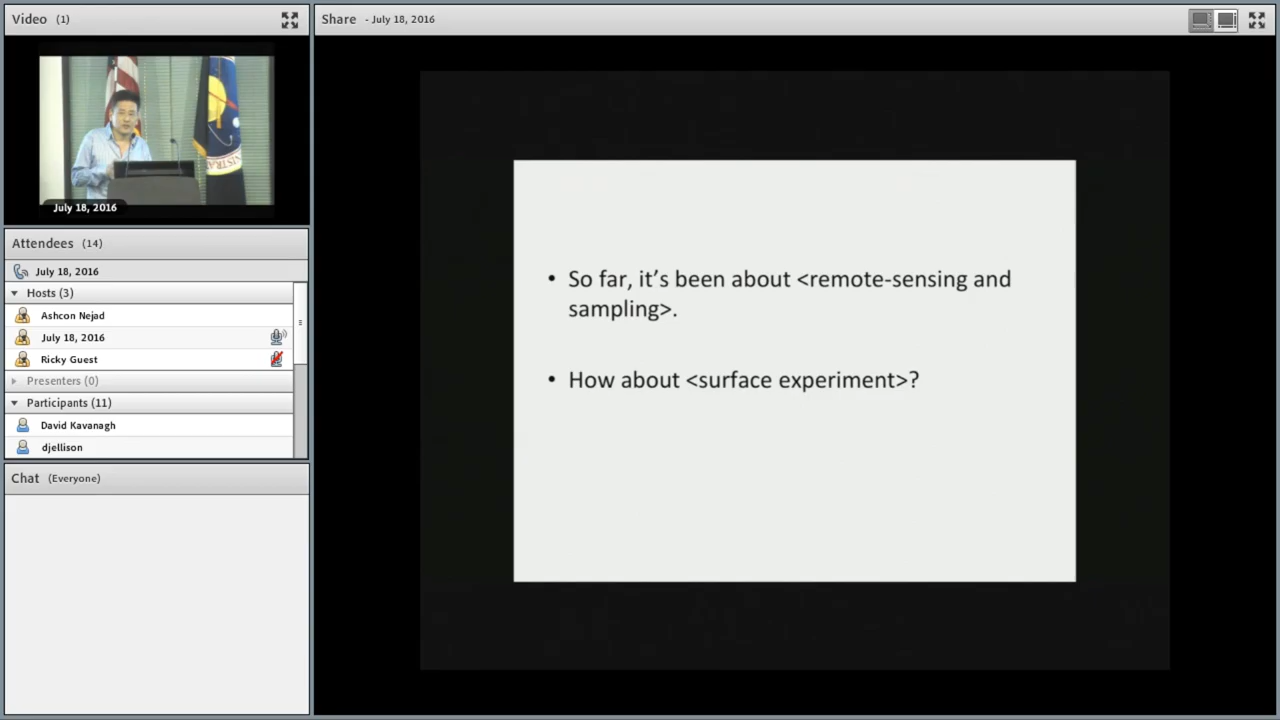 Video (1)
July 18, 2016
Attendees (14)
July 18, 2016
Hosts (3)
Ashcon Nejad
July 18, 2016
Ricky Guest
Presenters (0)
Participants (11)
David Kavanagh
djellison
Chat (Everyone)
Share - July 18, 2016
• So far, it's been about <remote-sensing and
sampling>.
• How about <surface experiment>?